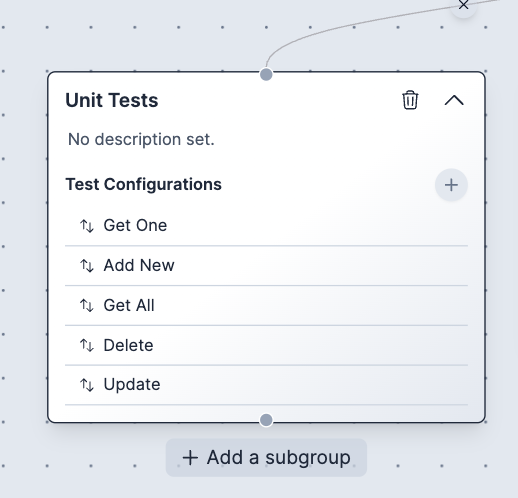 Unit Tests
No description set.
Test Configurations
Get One
Add New
Get All
Delete
Update
+ Add a subgroup